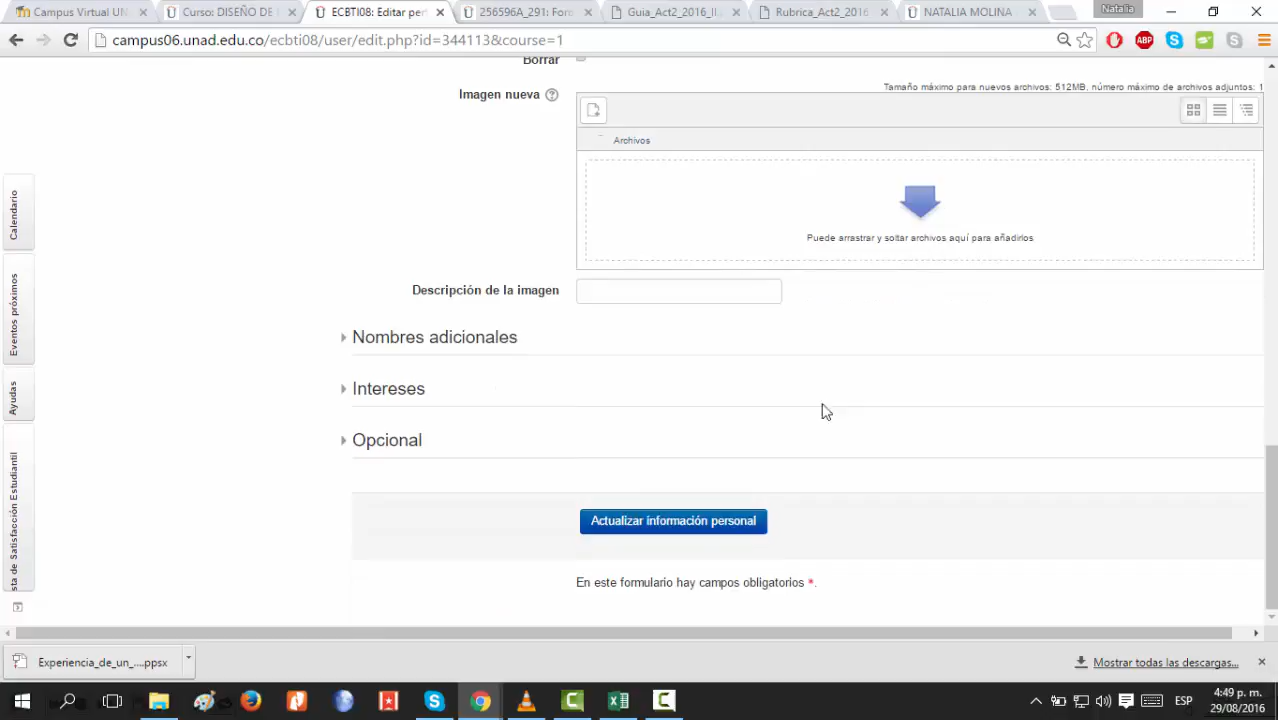 Campus Virtual UN
Curso: DISEÑO DE
ECBTI08: Editar per
256596A_291: For
Guia_Act2_2016_II
Rubrica_Act2_2016
NATALIA MOLINA
Natalia
campus06.unad.edu.co/ecbti08/user/edit.php?id=344113&course=1
ABP
Borrar
Imagen nueva
Tamaño máximo para nuevos archivos: 512MB, número máximo de archivos adjuntos: 1
Archivos
Puede arrastrar y soltar archivos aquí para añadirlos
Descripción de la imagen
Nombres adicionales
Intereses
Opcional
Actualizar información personal
En este formulario hay campos obligatorios *.
Calendario
Eventos próximos
Ayudas
sta de Satisfacción Estudiantil
Experiencia_de_un_....ppsx
Mostrar todas las descargas...
ESP
4:49 p. m.
29/08/2016